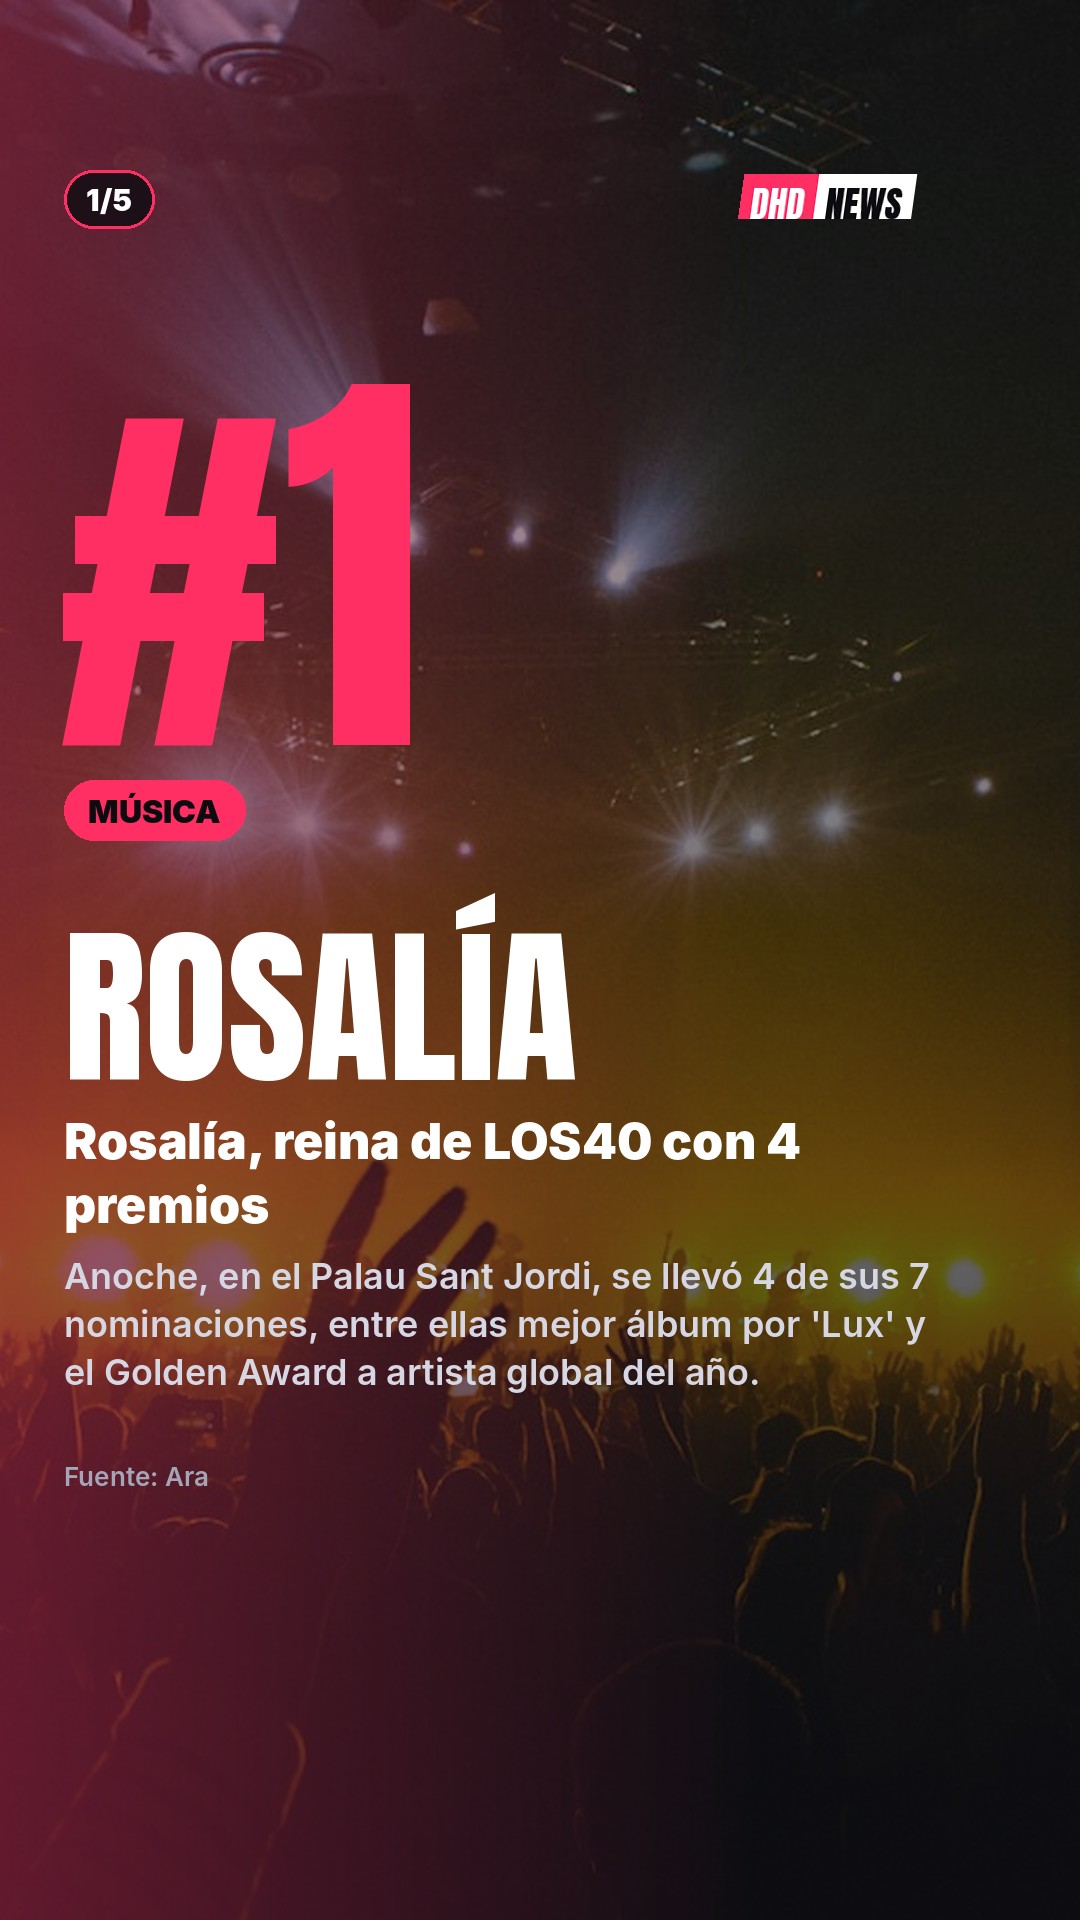 1/5
DHD NEWS
#1
MÚSICA
ROSALÍA
Rosalía, reina de LOS40 con 4
premios
Anoche, en el Palau Sant Jordi, se llevó 4 de sus 7
nominaciones, entre ellas mejor álbum por 'Lux' y
el Golden Award a artista global del año.
Fuente: Ara